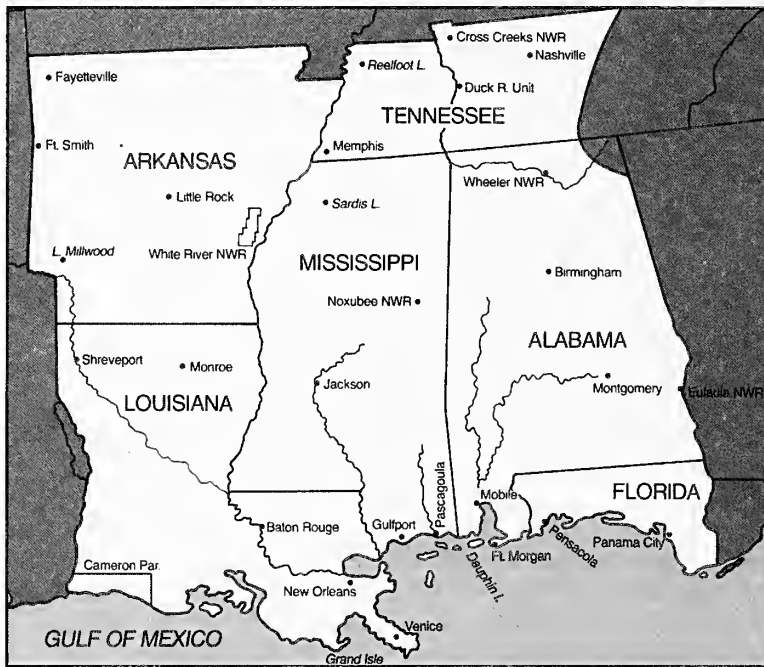 Cross Creeks NWR
Nashville
Reelfoot L.
Fayetteville
Duck R. Unit
TENNESSEE
Ft. Smith
Memphis
ARKANSAS
Wheeler NWR
Little Rock
Sardis L.
L. Millwood
White River NWR
MISSISSIPPI
Birmingham
Noxubee NWR
ALABAMA
Shreveport
Monroe
Jackson
Montgomery
Eufaula NWR
LOUISIANA
Pascagoula
Mobile
FLORIDA
Baton Rouge
Gulfport
Pensacola
Panama City
Ft. Morgan
Dauphin I.
Cameron Par.
New Orleans
Venice
GULF OF MEXICO
Grand Isle